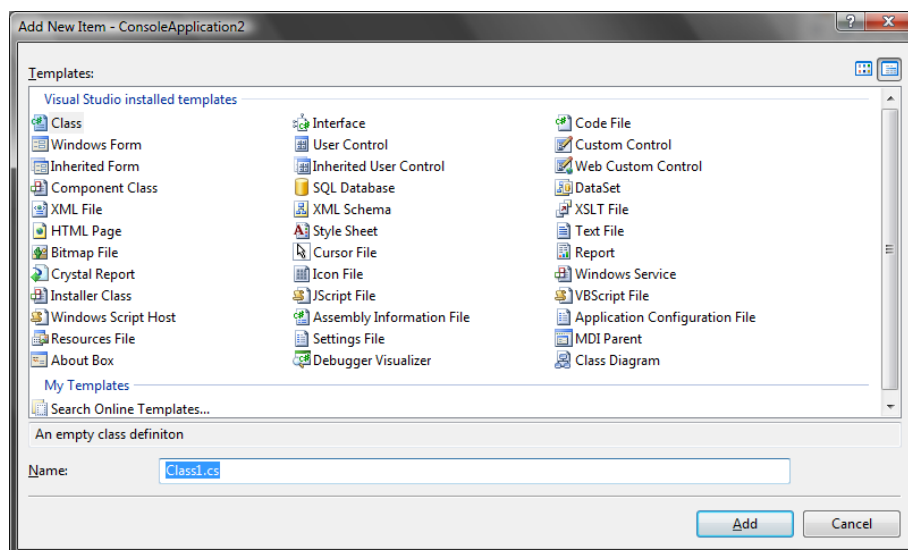 Add New Item - ConsoleApplication2
Templates:
Visual Studio installed templates
Class Interface Code File
Windows Form User Control Custom Control
Inherited Form Inherited User Control Web Custom Control
Component Class SQL Database DataSet
XML File XML Schema XSLT File
HTML Page Style Sheet Text File
Bitmap File Cursor File Report
Crystal Report Icon File Windows Service
Installer Class JScript File VBScript File
Windows Script Host Assembly Information File Application Configuration File
Resources File Settings File MDI Parent
About Box Debugger Visualizer Class Diagram
My Templates
Search Online Templates...
An empty class definiton
Name: Class1.cs
Add Cancel